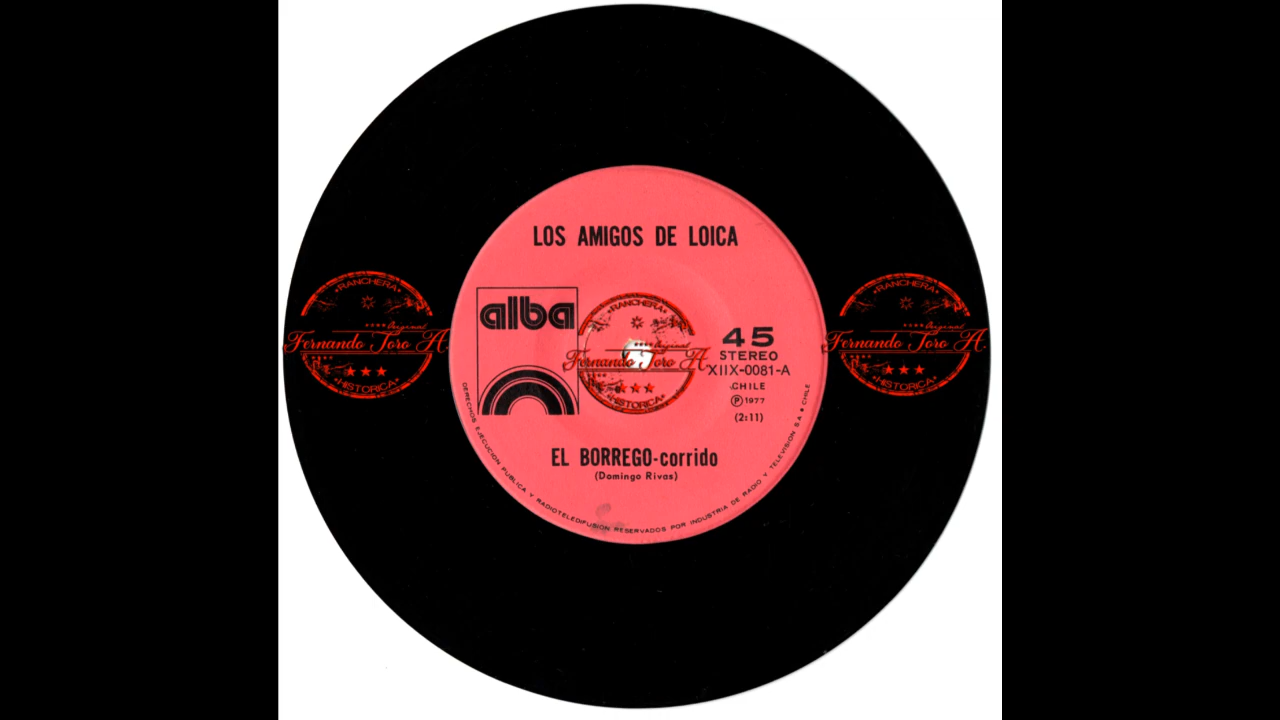 LOS AMIGOS DE LOICA
alba
45
STEREO
XIIX-0081-A
CHILE
Ⓟ1977
(2:11)
EL BORREGO-corrido
(Domingo Rivas)
DERECHOS EJECUCION PUBLICA Y RADIOTELEDIFUSION RESERVADOS POR INDUSTRIA DE RADIO Y TELEVISION S A ● CHILE
•RANCHERA•
Original
Fernando Toro A.
HISTORICA•
•RANCHERA•
Original
Fernando Toro A.
•HISTORICA•
•RANCHERA•
Original
Fernando Toro A.
•HISTORICA•